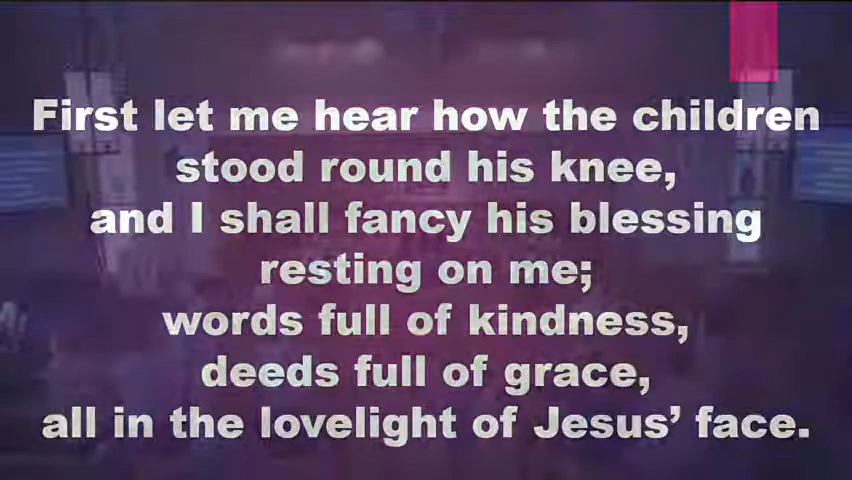 First let me hear how the children
stood round his knee,
and I shall fancy his blessing
resting on me;
words full of kindness,
deeds full of grace,
all in the lovelight of Jesus’ face.